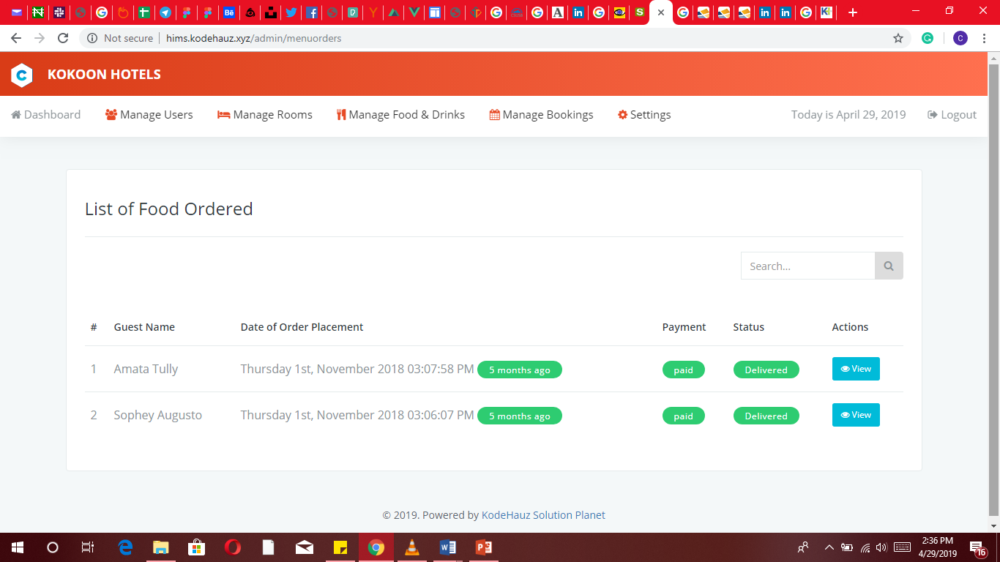 Not secure | hims.kodehauz.xyz/admin/menuorders
KOKOON HOTELS
Dashboard Manage Users Manage Rooms Manage Food & Drinks Manage Bookings Settings Today is April 29, 2019 Logout
List of Food Ordered
Search...
# Guest Name Date of Order Placement Payment Status Actions
1 Amata Tully Thursday 1st, November 2018 03:07:58 PM 5 months ago paid Delivered View
2 Sophey Augusto Thursday 1st, November 2018 03:06:07 PM 5 months ago paid Delivered View
© 2019. Powered by KodeHauz Solution Planet
2:36 PM
4/29/2019
16